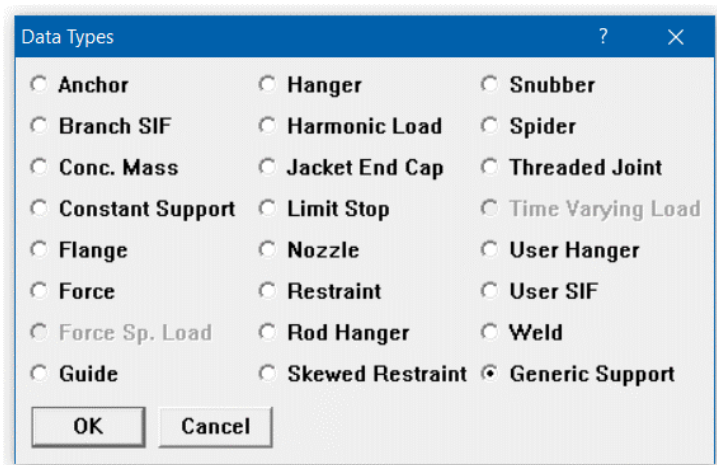 Data Types ?
Anchor Hanger Snubber
Branch SIF Harmonic Load Spider
Conc. Mass Jacket End Cap Threaded Joint
Constant Support Limit Stop Time Varying Load
Flange Nozzle User Hanger
Force Restraint User SIF
Force Sp. Load Rod Hanger Weld
Guide Skewed Restraint Generic Support
OK Cancel